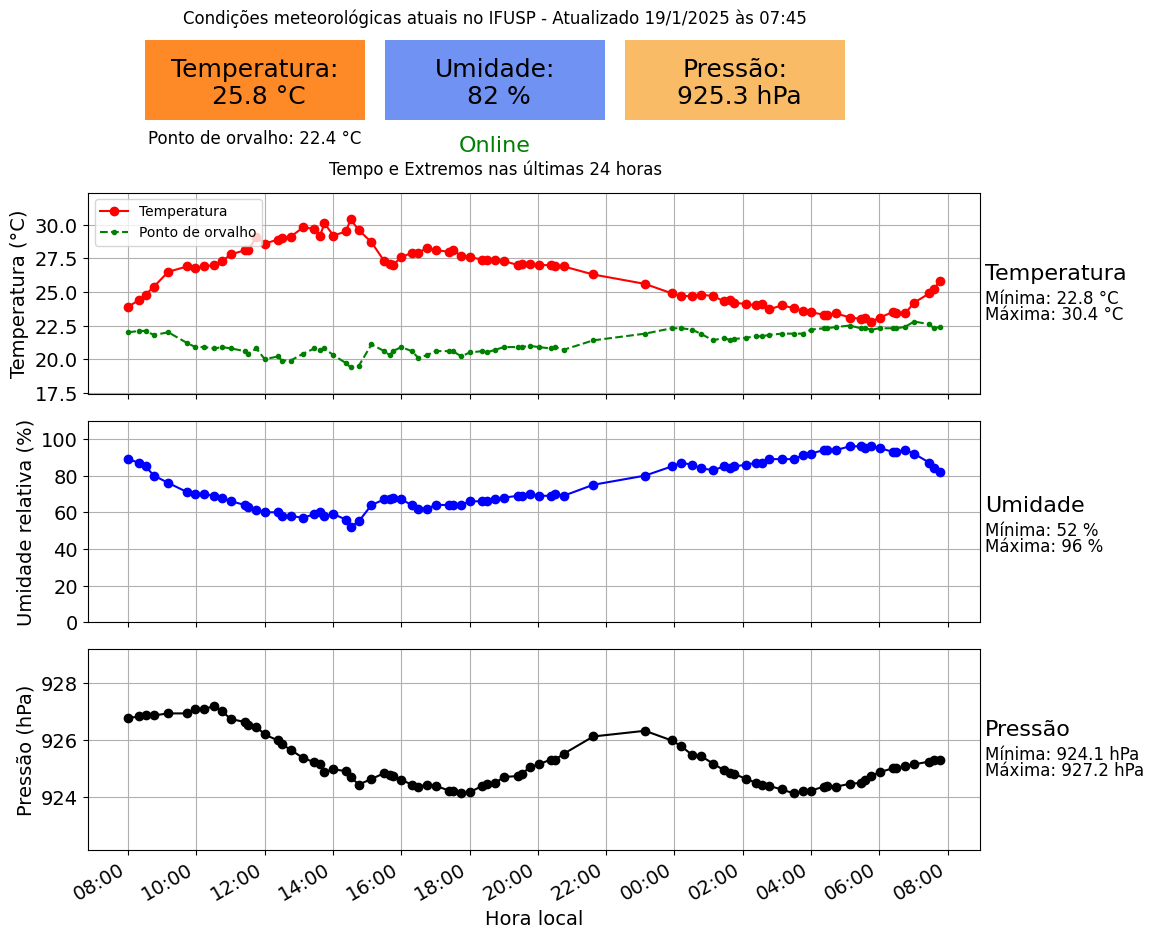 Condições meteorológicas atuais no IFUSP - Atualizado 19/1/2025 às 07:45
Temperatura:
25.8 °C
Umidade:
82 %
Pressão:
925.3 hPa
Ponto de orvalho: 22.4 °C
Online
Tempo e Extremos nas últimas 24 horas
Temperatura (°C)
30.0
27.5
25.0
22.5
20.0
17.5
Temperatura
Ponto de orvalho
Temperatura
Mínima: 22.8 °C
Máxima: 30.4 °C
Umidade relativa (%)
100
80
60
40
20
0
Umidade
Mínima: 52 %
Máxima: 96 %
Pressão (hPa)
928
926
924
Pressão
Mínima: 924.1 hPa
Máxima: 927.2 hPa
08:00 10:00 12:00 14:00 16:00 18:00 20:00 22:00 00:00 02:00 04:00 06:00 08:00
Hora local